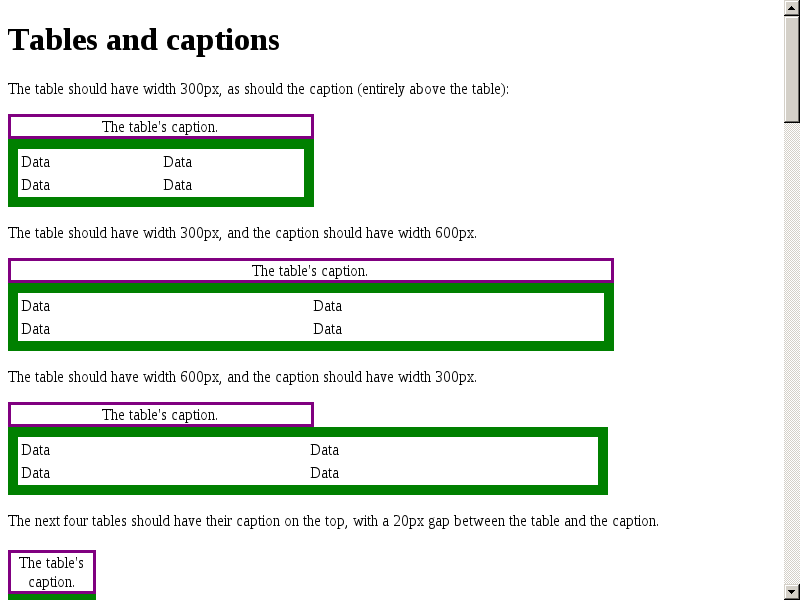 Tables and captions
The table should have width 300px, as should the caption (entirely above the table):
The table's caption.
Data Data
Data Data
The table should have width 300px, and the caption should have width 600px.
The table's caption.
Data Data
Data Data
The table should have width 600px, and the caption should have width 300px.
The table's caption.
Data Data
Data Data
The next four tables should have their caption on the top, with a 20px gap between the table and the caption.
The table's
caption.